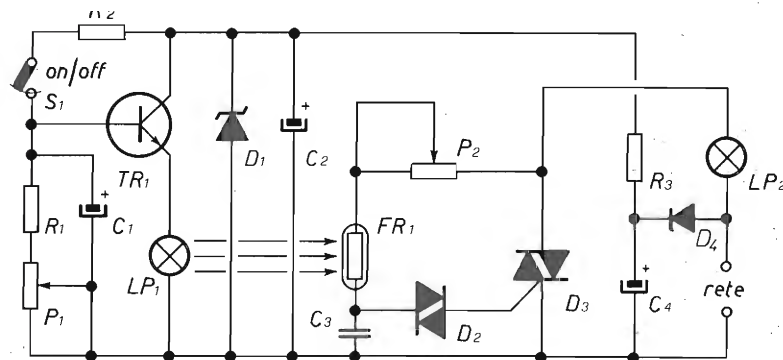 R2
on/off
S1
TR1
D1
C2
P2
R3
LP2
R1
C1
FR1
D4
P1
LP1
C3
D2
D3
C4
rete
+
+
+